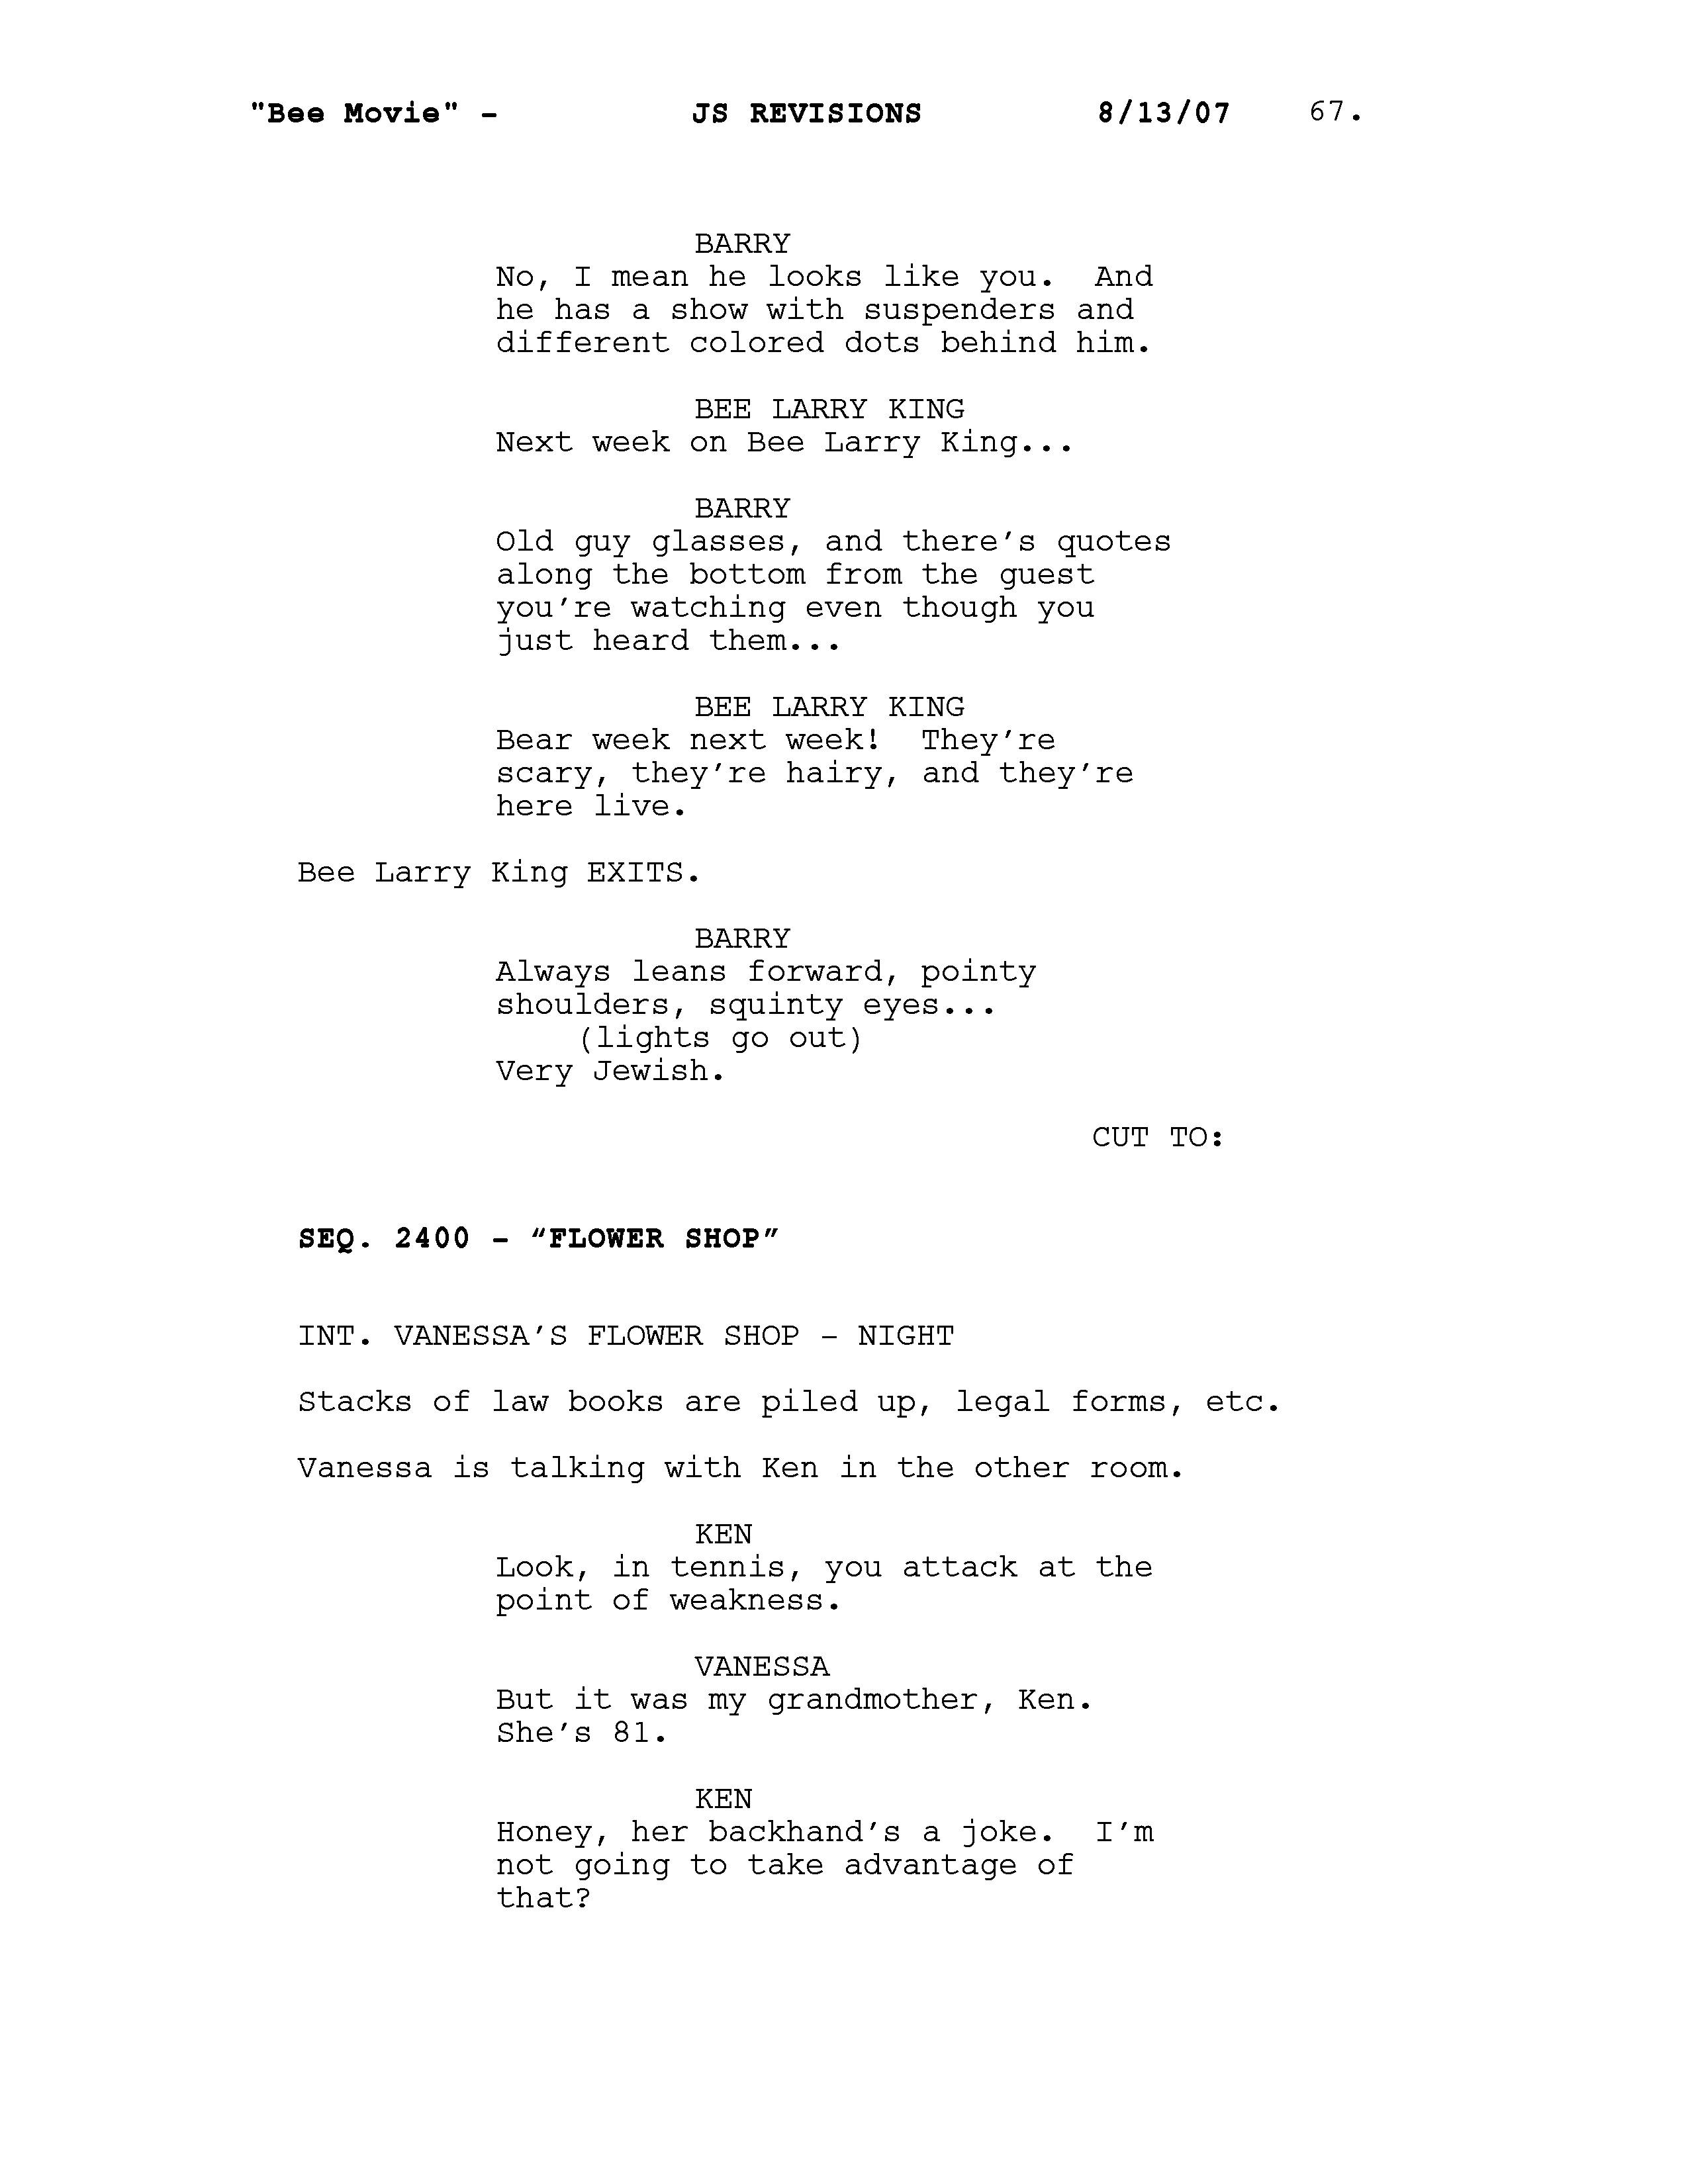 "Bee Movie" - JS REVISIONS 8/13/07 67.
BARRY
No, I mean he looks like you.  And
he has a show with suspenders and
different colored dots behind him.
BEE LARRY KING
Next week on Bee Larry King...
BARRY
Old guy glasses, and there’s quotes
along the bottom from the guest
you’re watching even though you
just heard them...
BEE LARRY KING
Bear week next week!  They’re
scary, they’re hairy, and they’re
here live.
Bee Larry King EXITS.
BARRY
Always leans forward, pointy
shoulders, squinty eyes...
(lights go out)
Very Jewish.
CUT TO:
SEQ. 2400 - “FLOWER SHOP”
INT. VANESSA’S FLOWER SHOP - NIGHT
Stacks of law books are piled up, legal forms, etc.
Vanessa is talking with Ken in the other room.
KEN
Look, in tennis, you attack at the
point of weakness.
VANESSA
But it was my grandmother, Ken.
She’s 81.
KEN
Honey, her backhand’s a joke.  I’m
not going to take advantage of
that?